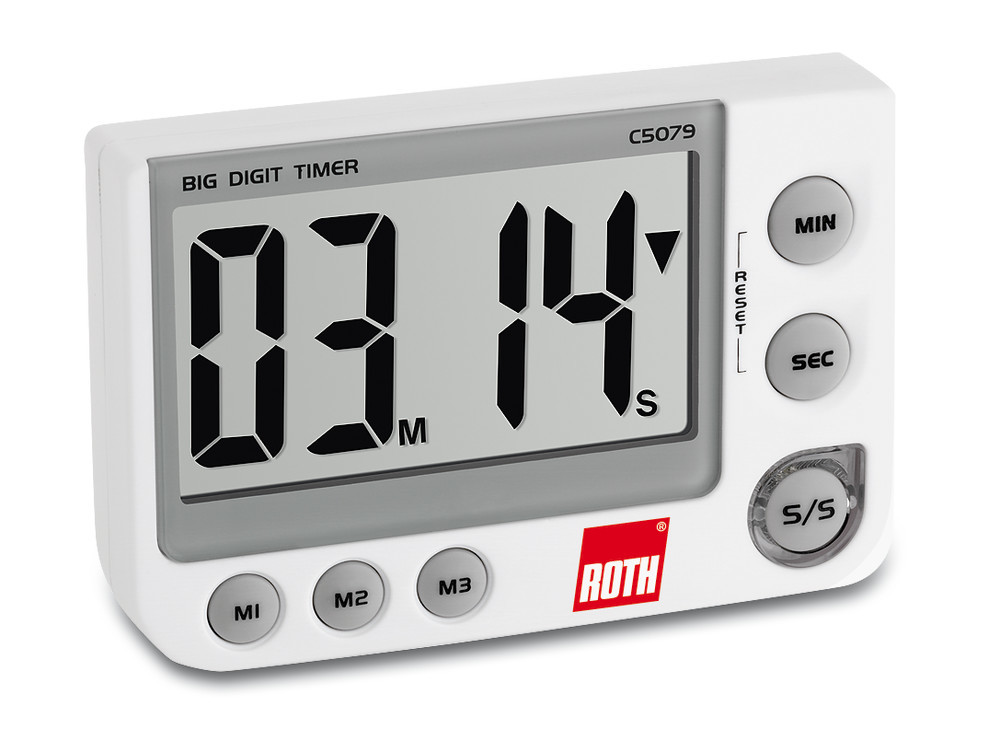 BIG DIGIT TIMER
C5079
03 M 14 S
MIN
RESET
SEC
S/S
M1
M2
M3
ROTH®